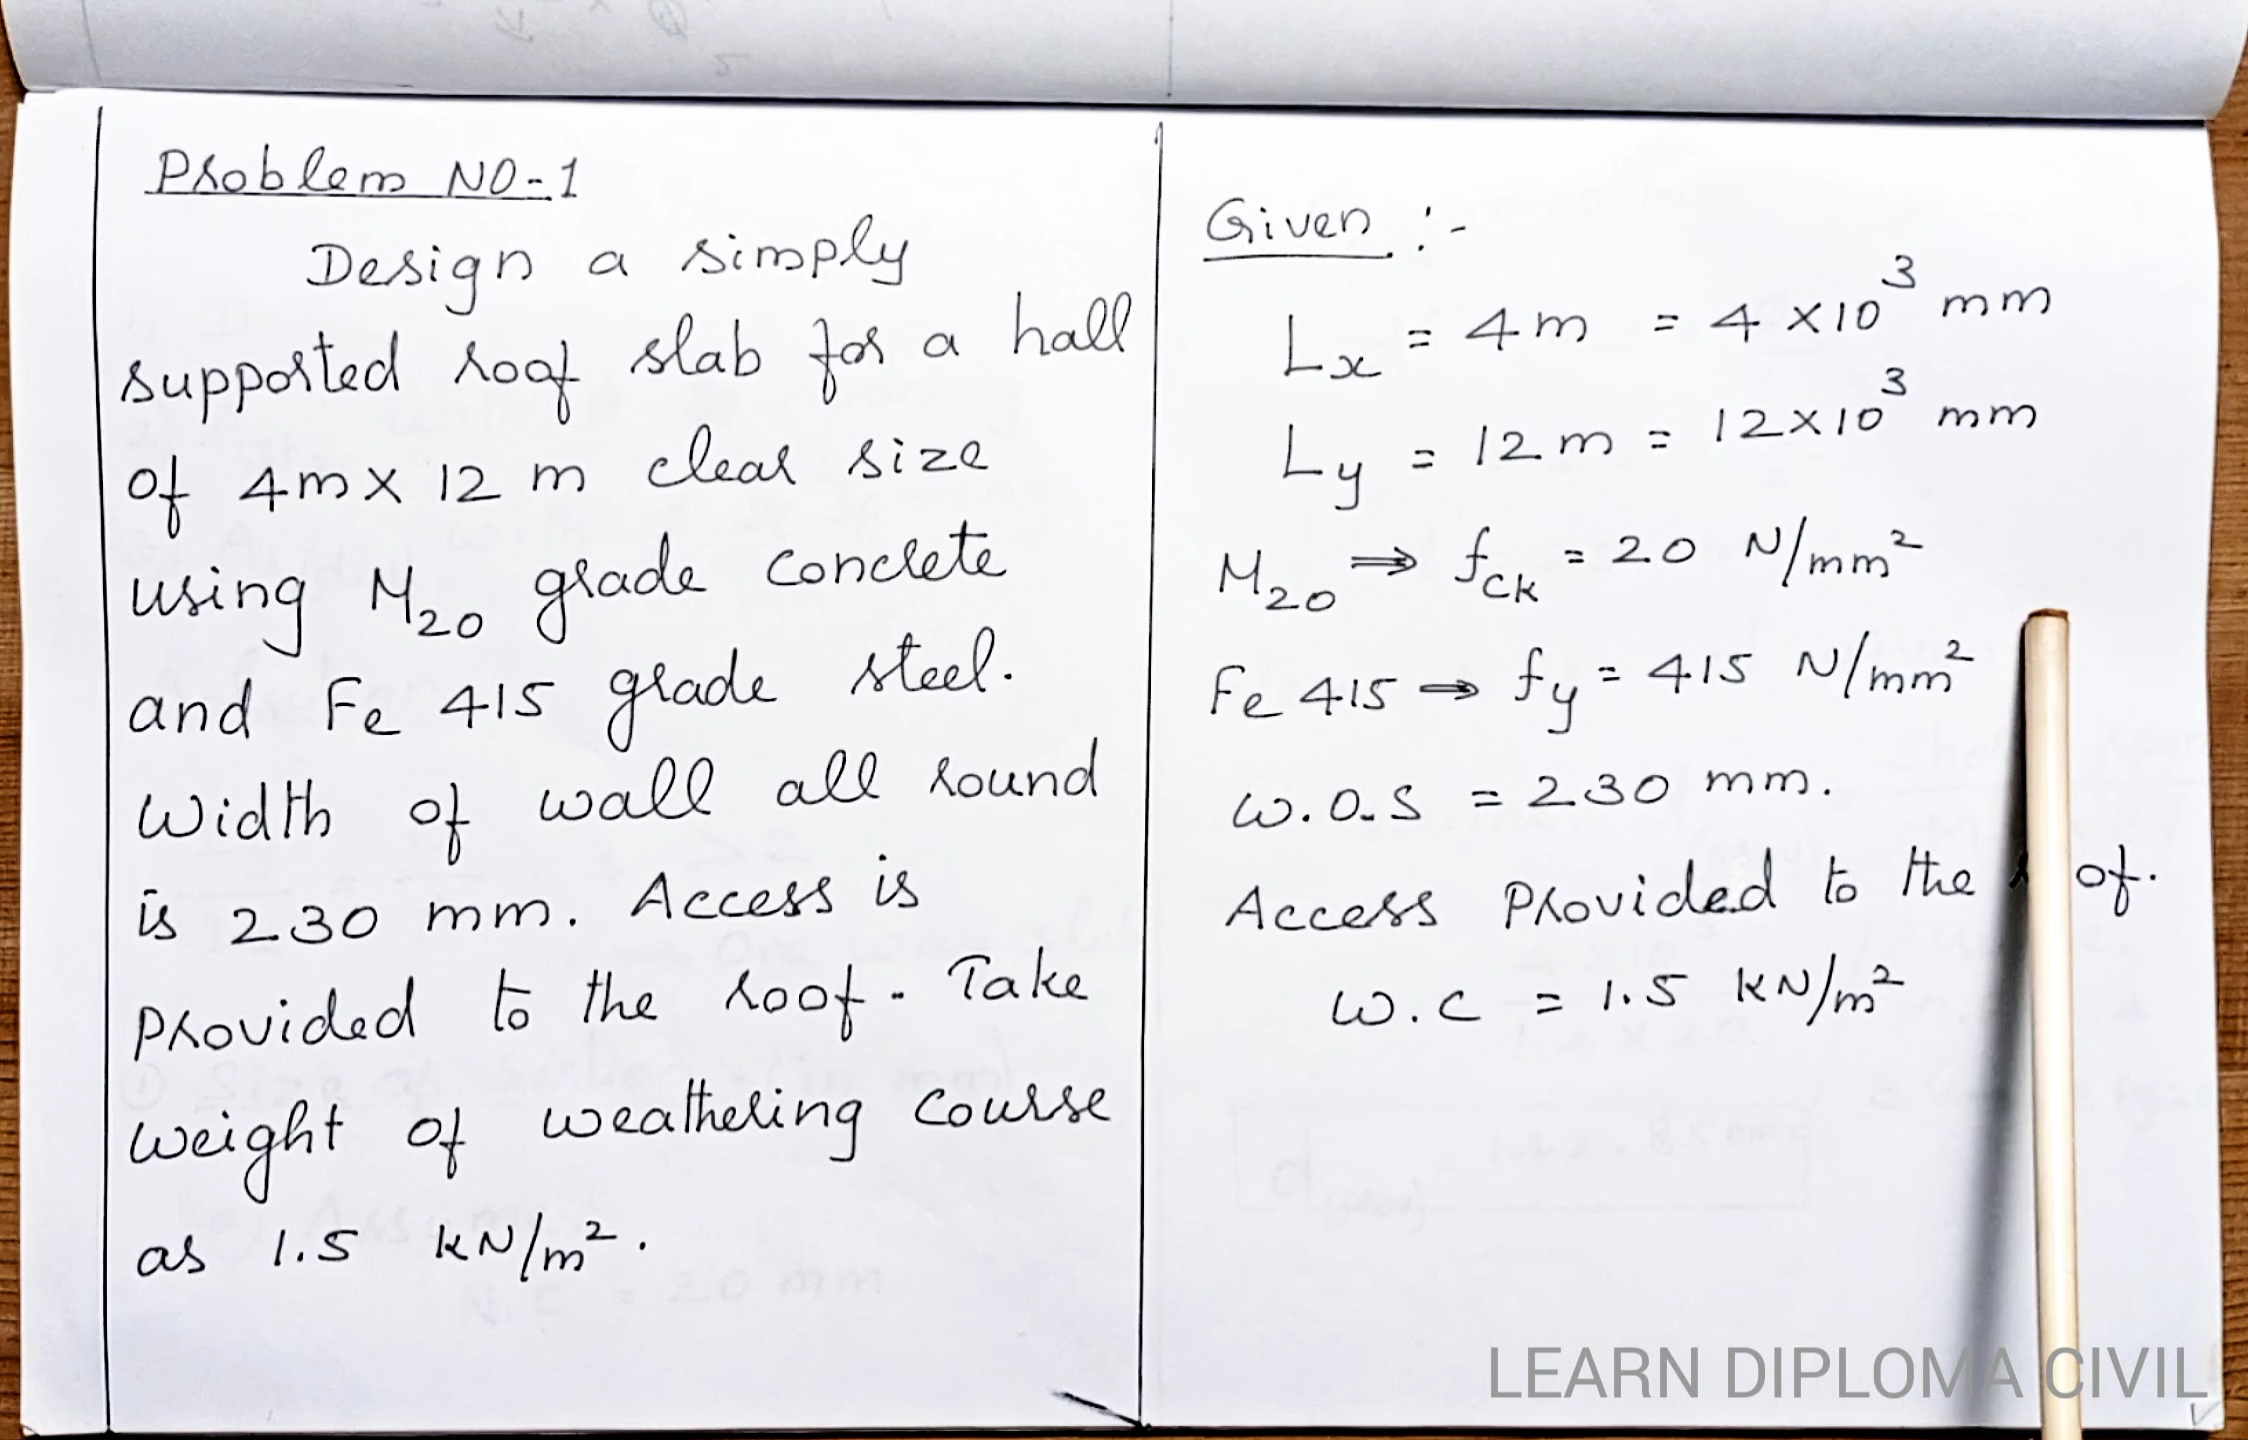 Problem NO-1
Design a simply
supported roof slab for a hall
of 4m x 12 m clear size
using M20 grade concrete
and Fe 415 grade steel.
Width of wall all round
is 230 mm. Access is
provided to the roof. Take
weight of weathering course
as 1.5 kN/m².
Given :-
Lx = 4m = 4 x 10³ mm
Ly = 12m = 12 x 10³ mm
M20 ⇒ fck = 20 N/mm²
Fe 415 ⇒ fy = 415 N/mm²
W.O.S = 230 mm.
Access Provided to the roof.
W.C = 1.5 kN/m²
LEARN DIPLOMA CIVIL